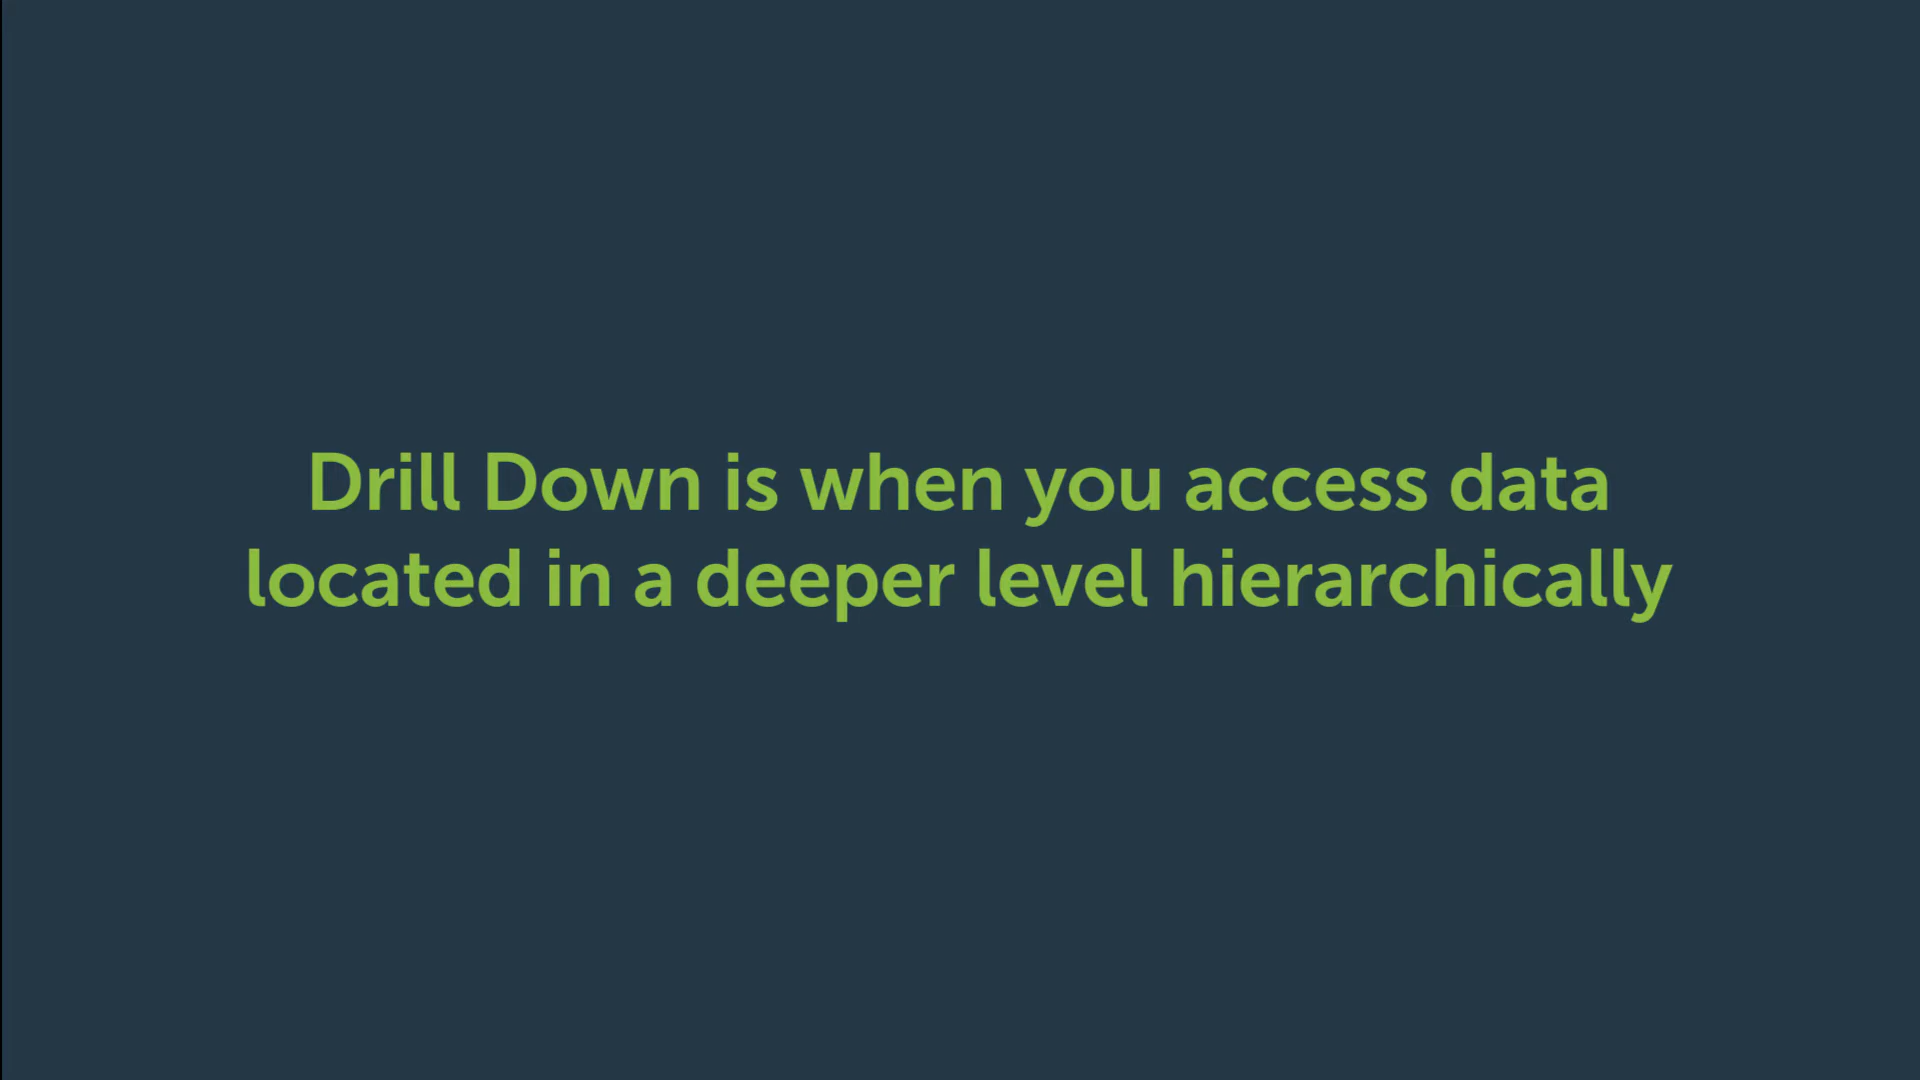 Drill Down is when you access data
located in a deeper level hierarchically